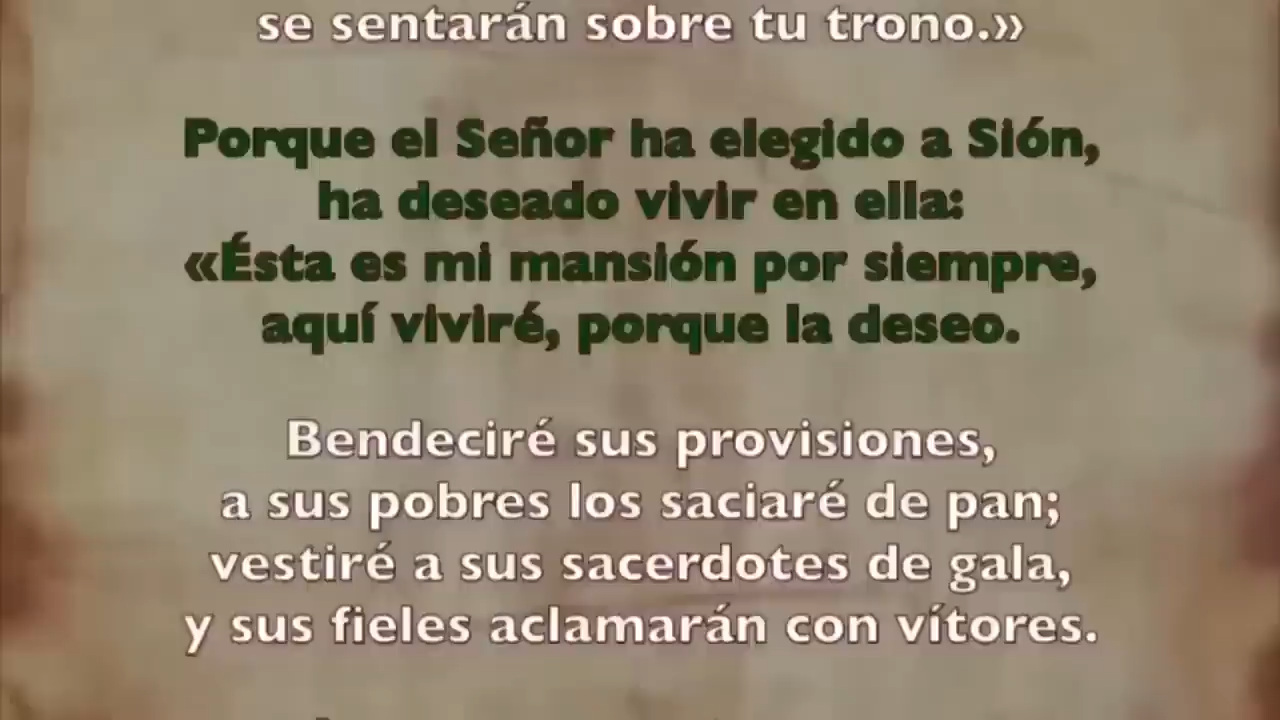 se sentarán sobre tu trono.»
Porque el Señor ha elegido a Sión,
ha deseado vivir en ella:
«Ésta es mi mansión por siempre,
aquí viviré, porque la deseo.
Bendeciré sus provisiones,
a sus pobres los saciaré de pan;
vestiré a sus sacerdotes de gala,
y sus fieles aclamarán con vítores.